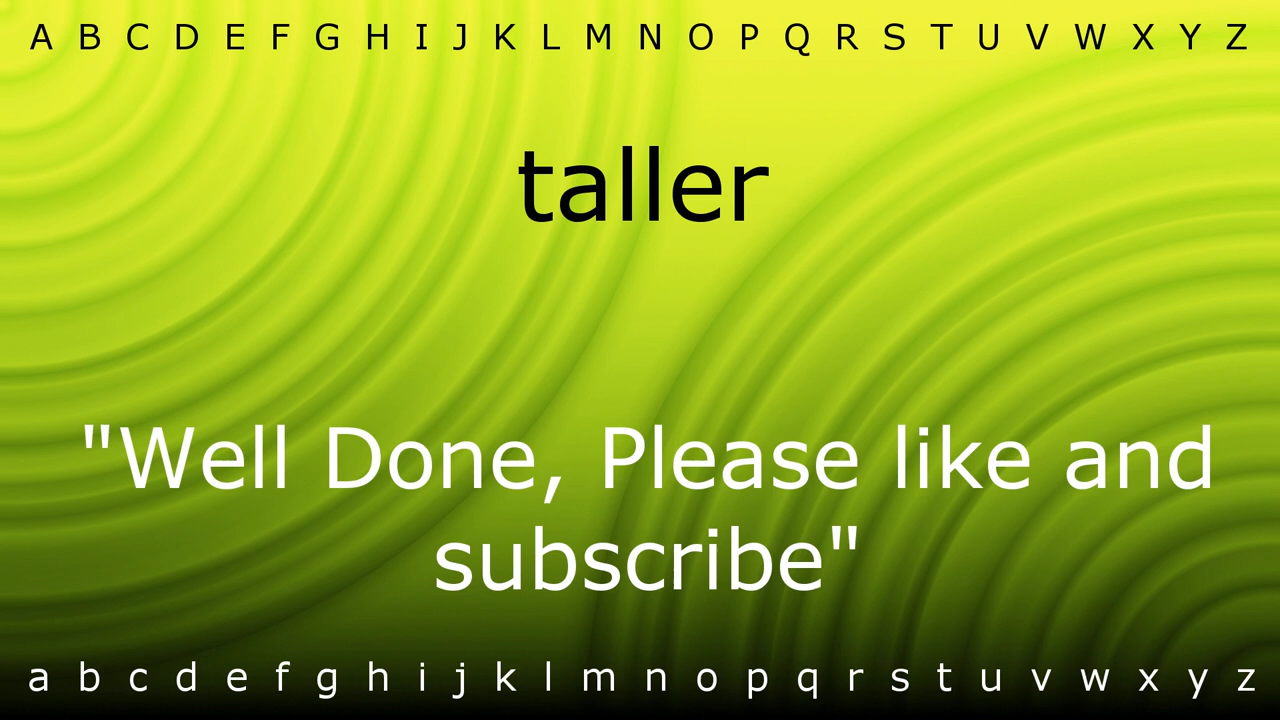 A B C D E F G H I J K L M N O P Q R S T U V W X Y Z
taller
"Well Done, Please like and
subscribe"
a b c d e f g h i j k l m n o p q r s t u v w x y z